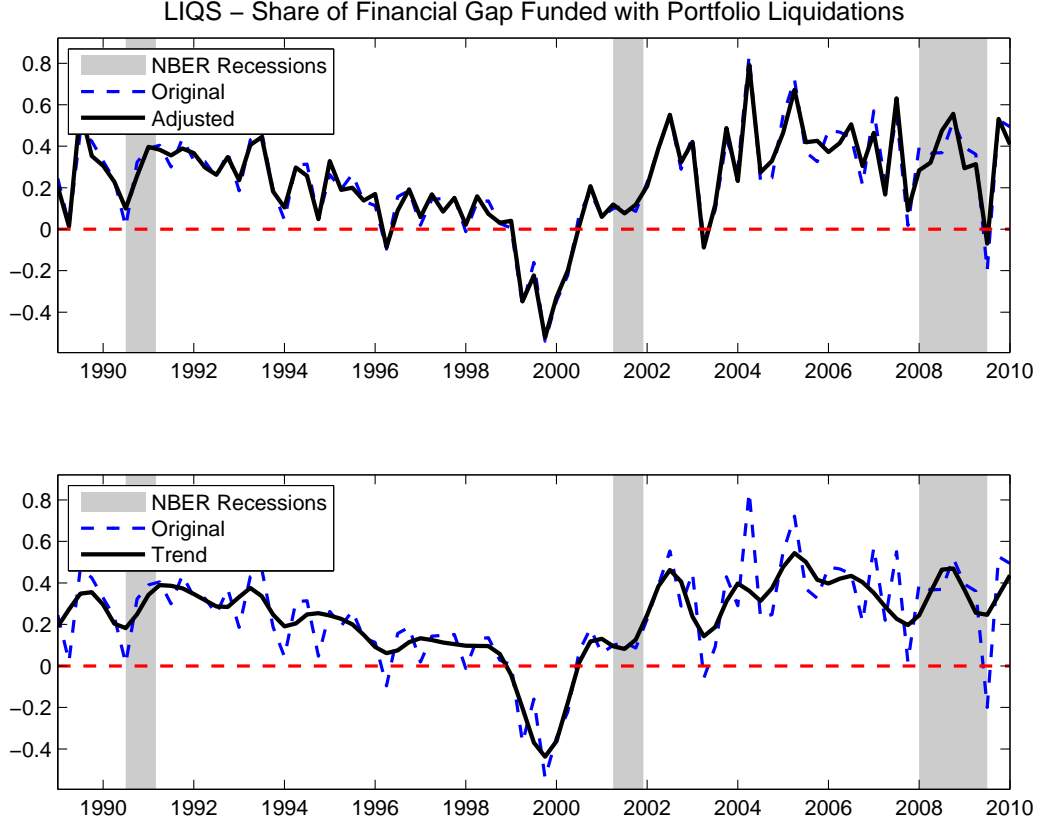 LIQS − Share of Financial Gap Funded with Portfolio Liquidations
NBER Recessions
Original
Adjusted
0.8
0.6
0.4
0.2
0
−0.2
−0.4
1990 1992 1994 1996 1998 2000 2002 2004 2006 2008 2010
NBER Recessions
Original
Trend
0.8
0.6
0.4
0.2
0
−0.2
−0.4
1990 1992 1994 1996 1998 2000 2002 2004 2006 2008 2010